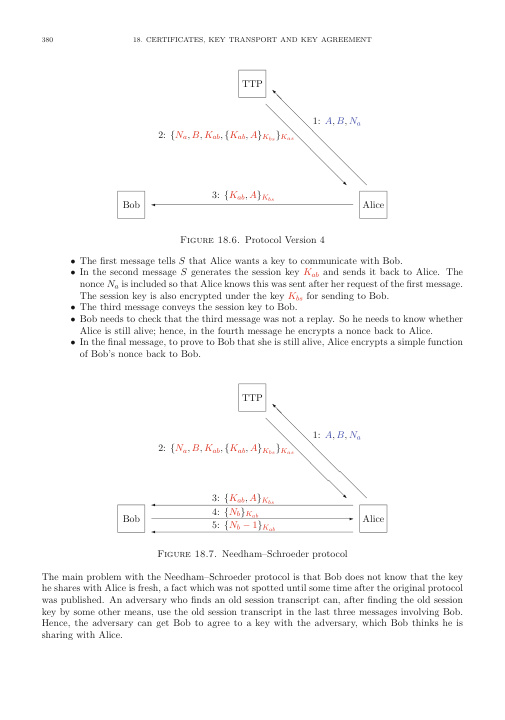 380 18. CERTIFICATES, KEY TRANSPORT AND KEY AGREEMENT
TTP
1: A, B, Nₐ
2: {Nₐ, B, K_{ab}, {K_{ab}, A}_{K_{bs}}}_{K_{as}}
3: {K_{ab}, A}_{K_{bs}}
Bob Alice
Figure 18.6. Protocol Version 4
• The first message tells S that Alice wants a key to communicate with Bob.
• In the second message S generates the session key K_{ab} and sends it back to Alice. The
nonce Nₐ is included so that Alice knows this was sent after her request of the first message.
The session key is also encrypted under the key K_{bs} for sending to Bob.
• The third message conveys the session key to Bob.
• Bob needs to check that the third message was not a replay. So he needs to know whether
Alice is still alive; hence, in the fourth message he encrypts a nonce back to Alice.
• In the final message, to prove to Bob that she is still alive, Alice encrypts a simple function
of Bob's nonce back to Bob.
TTP
1: A, B, Nₐ
2: {Nₐ, B, K_{ab}, {K_{ab}, A}_{K_{bs}}}_{K_{as}}
3: {K_{ab}, A}_{K_{bs}}
4: {N_b}_{K_{ab}}
Bob Alice
5: {N_b − 1}_{K_{ab}}
Figure 18.7. Needham–Schroeder protocol
The main problem with the Needham–Schroeder protocol is that Bob does not know that the key
he shares with Alice is fresh, a fact which was not spotted until some time after the original protocol
was published. An adversary who finds an old session transcript can, after finding the old session
key by some other means, use the old session transcript in the last three messages involving Bob.
Hence, the adversary can get Bob to agree to a key with the adversary, which Bob thinks he is
sharing with Alice.